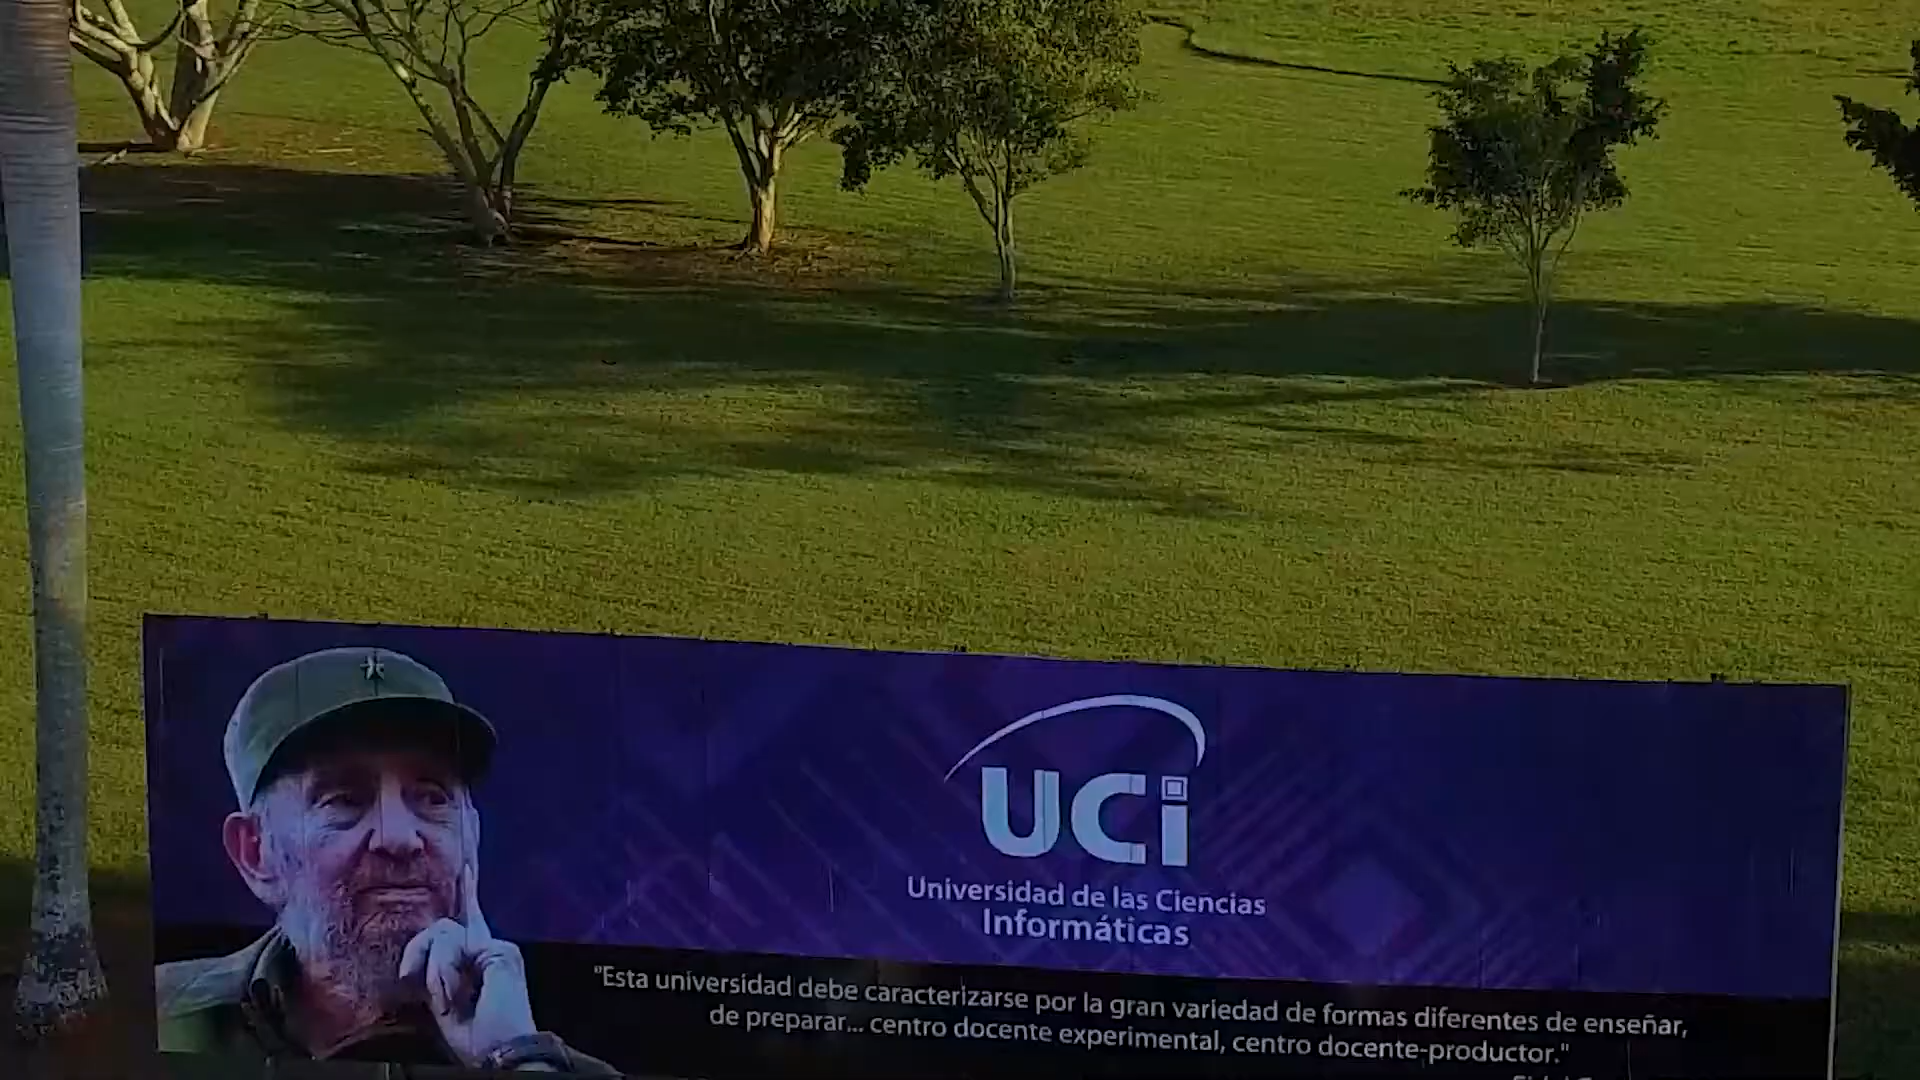 UCi
Universidad de las Ciencias
Informáticas
"Esta universidad debe caracterizarse por la gran variedad de formas diferentes de enseñar,
de preparar... centro docente experimental, centro docente-productor."